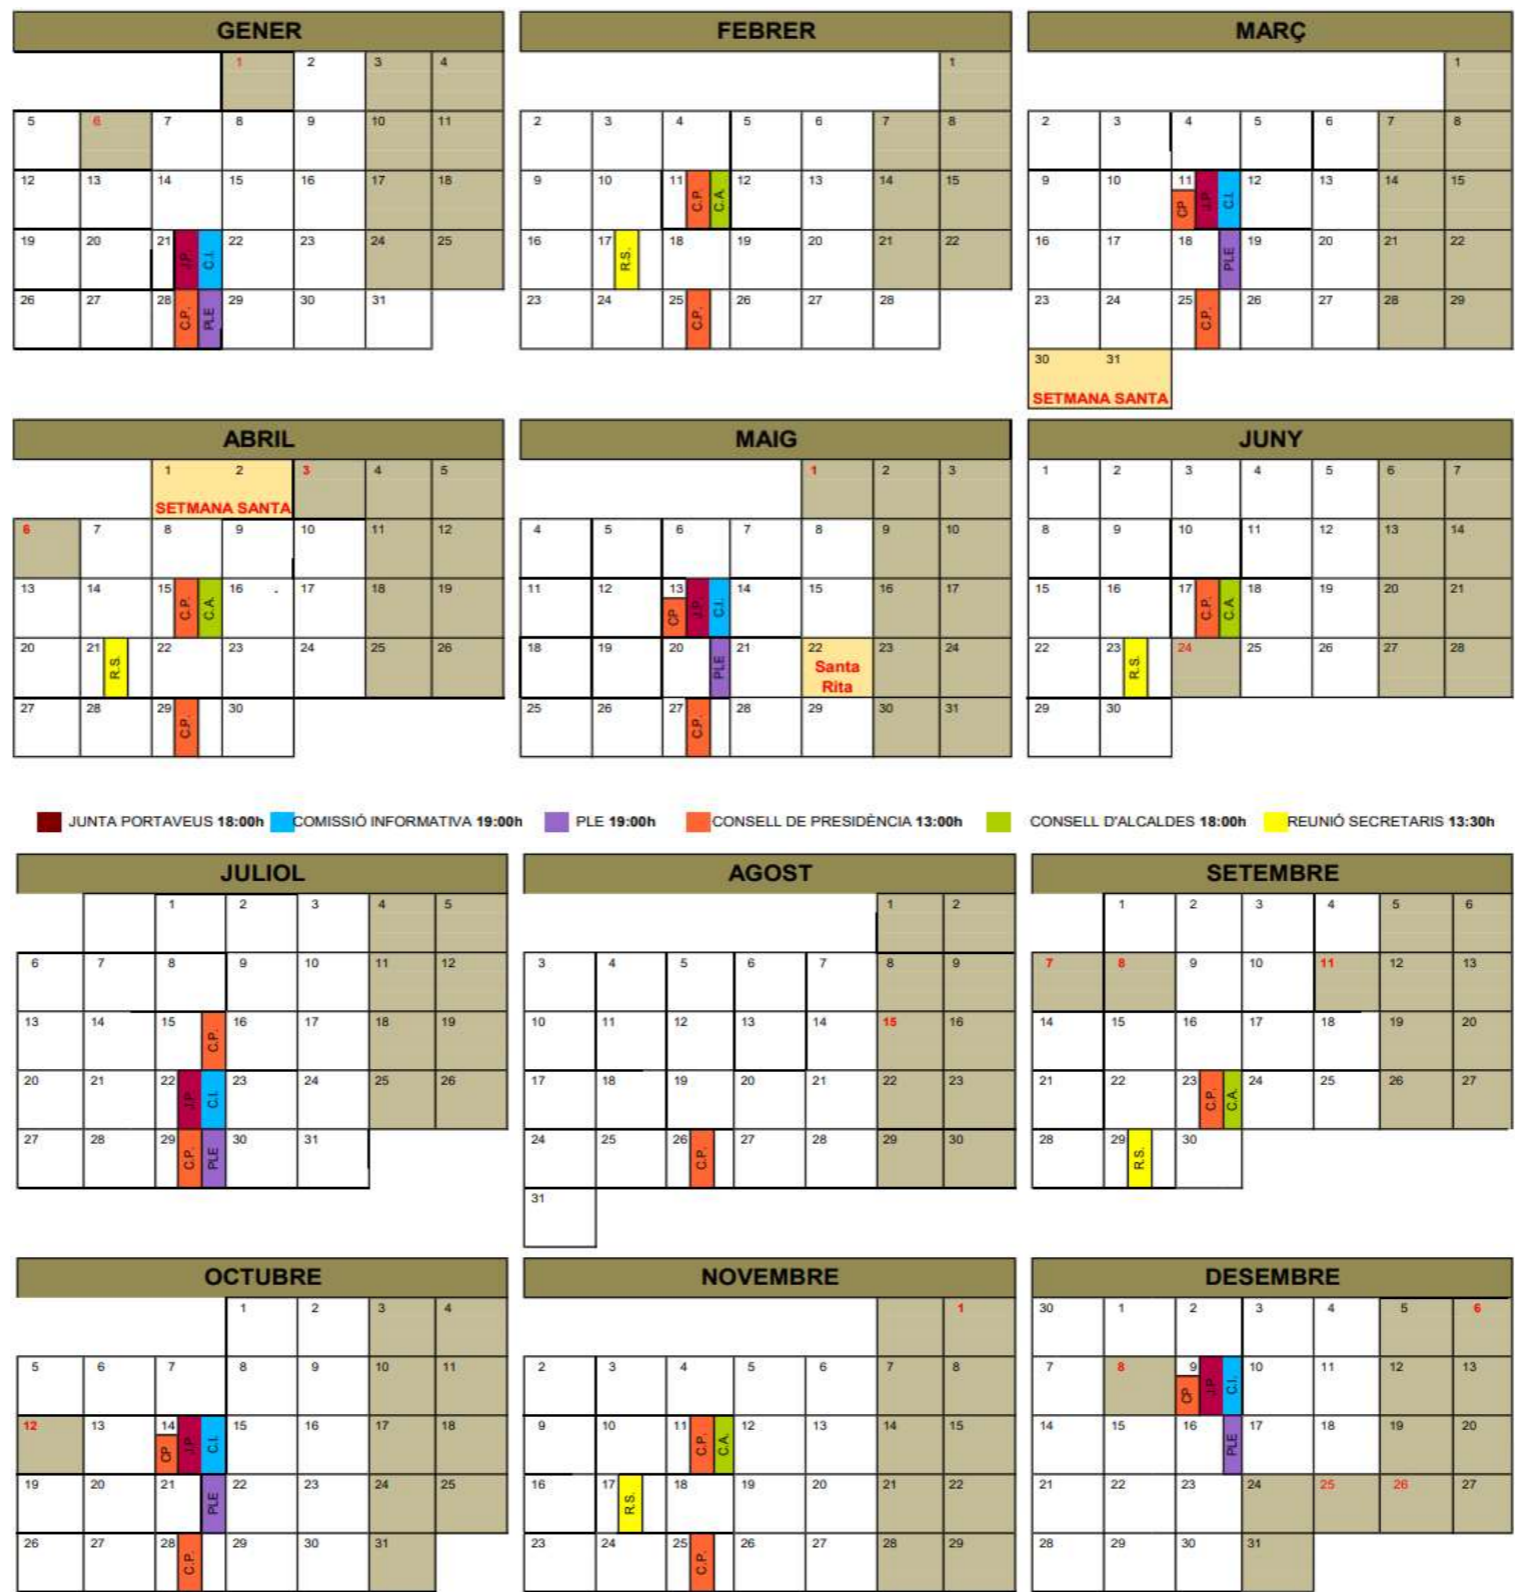 GENER FEBRER MARÇ
1 2 3 4 1 1
5 6 7 8 9 10 11 2 3 4 5 6 7 8 2 3 4 5 6 7 8
12 13 14 15 16 17 18 9 10 11 C.P. C.A. 12 13 14 15 9 10 11 CP J.P. C.I. 12 13 14 15
19 20 21 J.P. C.I. 22 23 24 25 16 17 R.S. 18 19 20 21 22 16 17 18 PLE 19 20 21 22
26 27 28 C.P. PLE 29 30 31 23 24 25 C.P. 26 27 28 23 24 25 C.P. 26 27 28 29
30 31
SETMANA SANTA
ABRIL MAIG JUNY
1 2 3 4 5 1 2 3 1 2 3 4 5 6 7
SETMANA SANTA
6 7 8 9 10 11 12 4 5 6 7 8 9 10 8 9 10 11 12 13 14
13 14 15 C.P. C.A. 16 . 17 18 19 11 12 13 CP J.P. C.I. 14 15 16 17 15 16 17 C.P. C.A. 18 19 20 21
20 21 R.S. 22 23 24 25 26 18 19 20 PLE 21 22 23 24 22 23 R.S. 24 25 26 27 28
Santa
Rita
27 28 29 C.P. 30 25 26 27 C.P. 28 29 30 31 29 30
JUNTA PORTAVEUS 18:00h COMISSIÓ INFORMATIVA 19:00h PLE 19:00h CONSELL DE PRESIDÈNCIA 13:00h CONSELL D'ALCALDES 18:00h REUNIÓ SECRETARIS 13:30h
JULIOL AGOST SETEMBRE
1 2 3 4 5 1 2 1 2 3 4 5 6
6 7 8 9 10 11 12 3 4 5 6 7 8 9 7 8 9 10 11 12 13
13 14 15 C.P. 16 17 18 19 10 11 12 13 14 15 16 14 15 16 17 18 19 20
20 21 22 J.P. C.I. 23 24 25 26 17 18 19 20 21 22 23 21 22 23 C.P. C.A. 24 25 26 27
27 28 29 C.P. PLE 30 31 24 25 26 C.P. 27 28 29 30 28 29 R.S. 30
31
OCTUBRE NOVEMBRE DESEMBRE
1 2 3 4 1 30 1 2 3 4 5 6
5 6 7 8 9 10 11 2 3 4 5 6 7 8 7 8 9 CP J.P. C.I. 10 11 12 13
12 13 14 CP J.P. C.I. 15 16 17 18 9 10 11 C.P. C.A. 12 13 14 15 14 15 16 PLE 17 18 19 20
19 20 21 PLE 22 23 24 25 16 17 R.S. 18 19 20 21 22 21 22 23 24 25 26 27
26 27 28 C.P. 29 30 31 23 24 25 C.P. 26 27 28 29 28 29 30 31